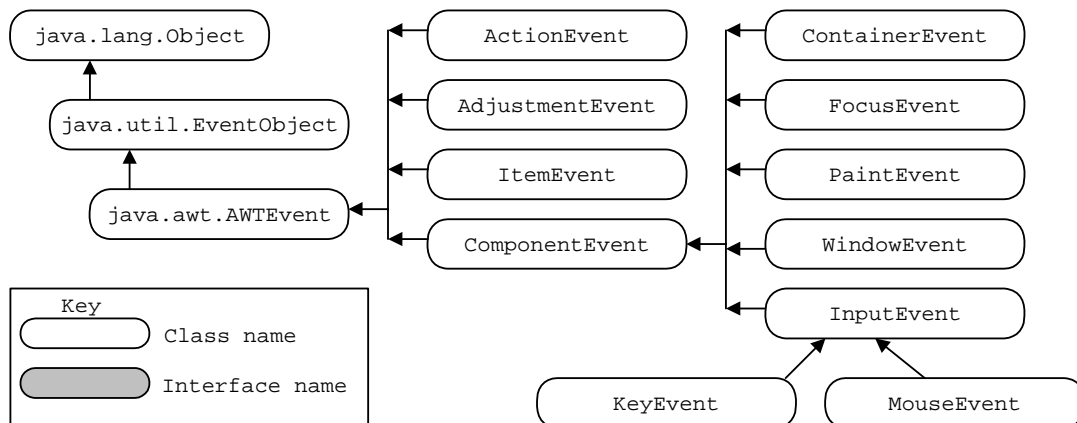 java.lang.Object
java.util.EventObject
java.awt.AWTEvent
ActionEvent
AdjustmentEvent
ItemEvent
ComponentEvent
ContainerEvent
FocusEvent
PaintEvent
WindowEvent
InputEvent
KeyEvent
MouseEvent
Key
Class name
Interface name